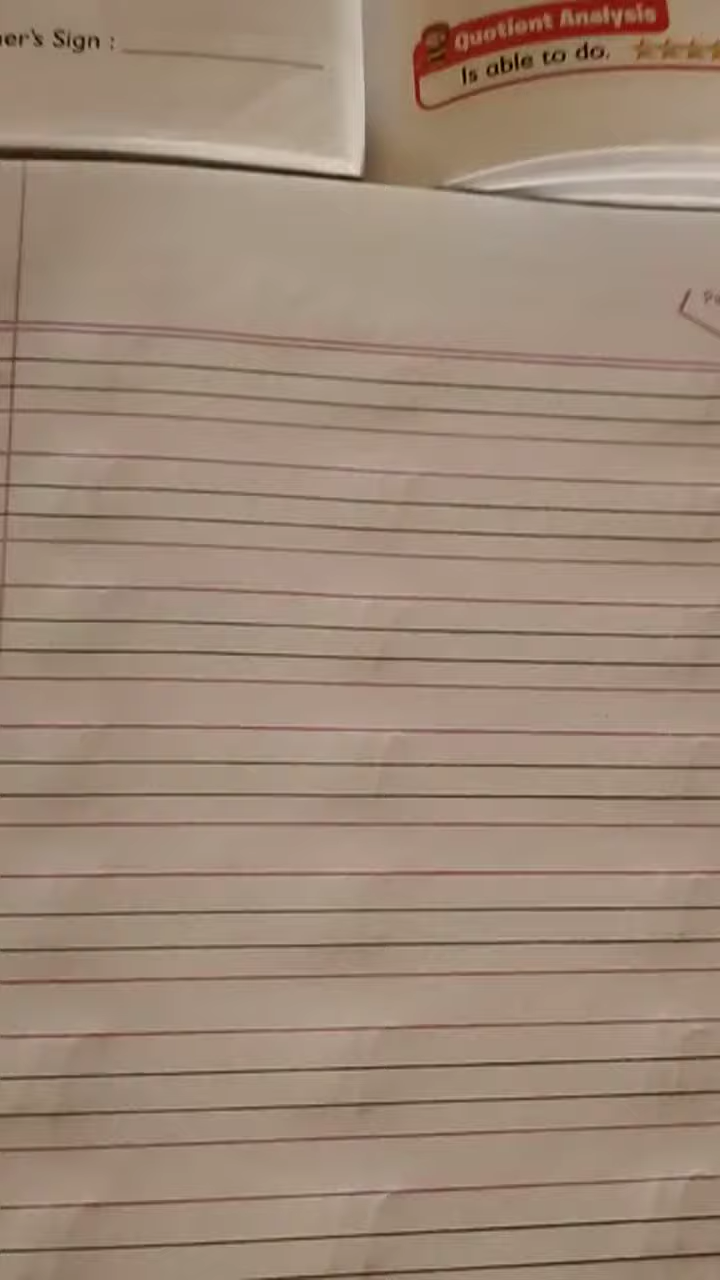 er's Sign :
Quotient Analysis
Is able to do.